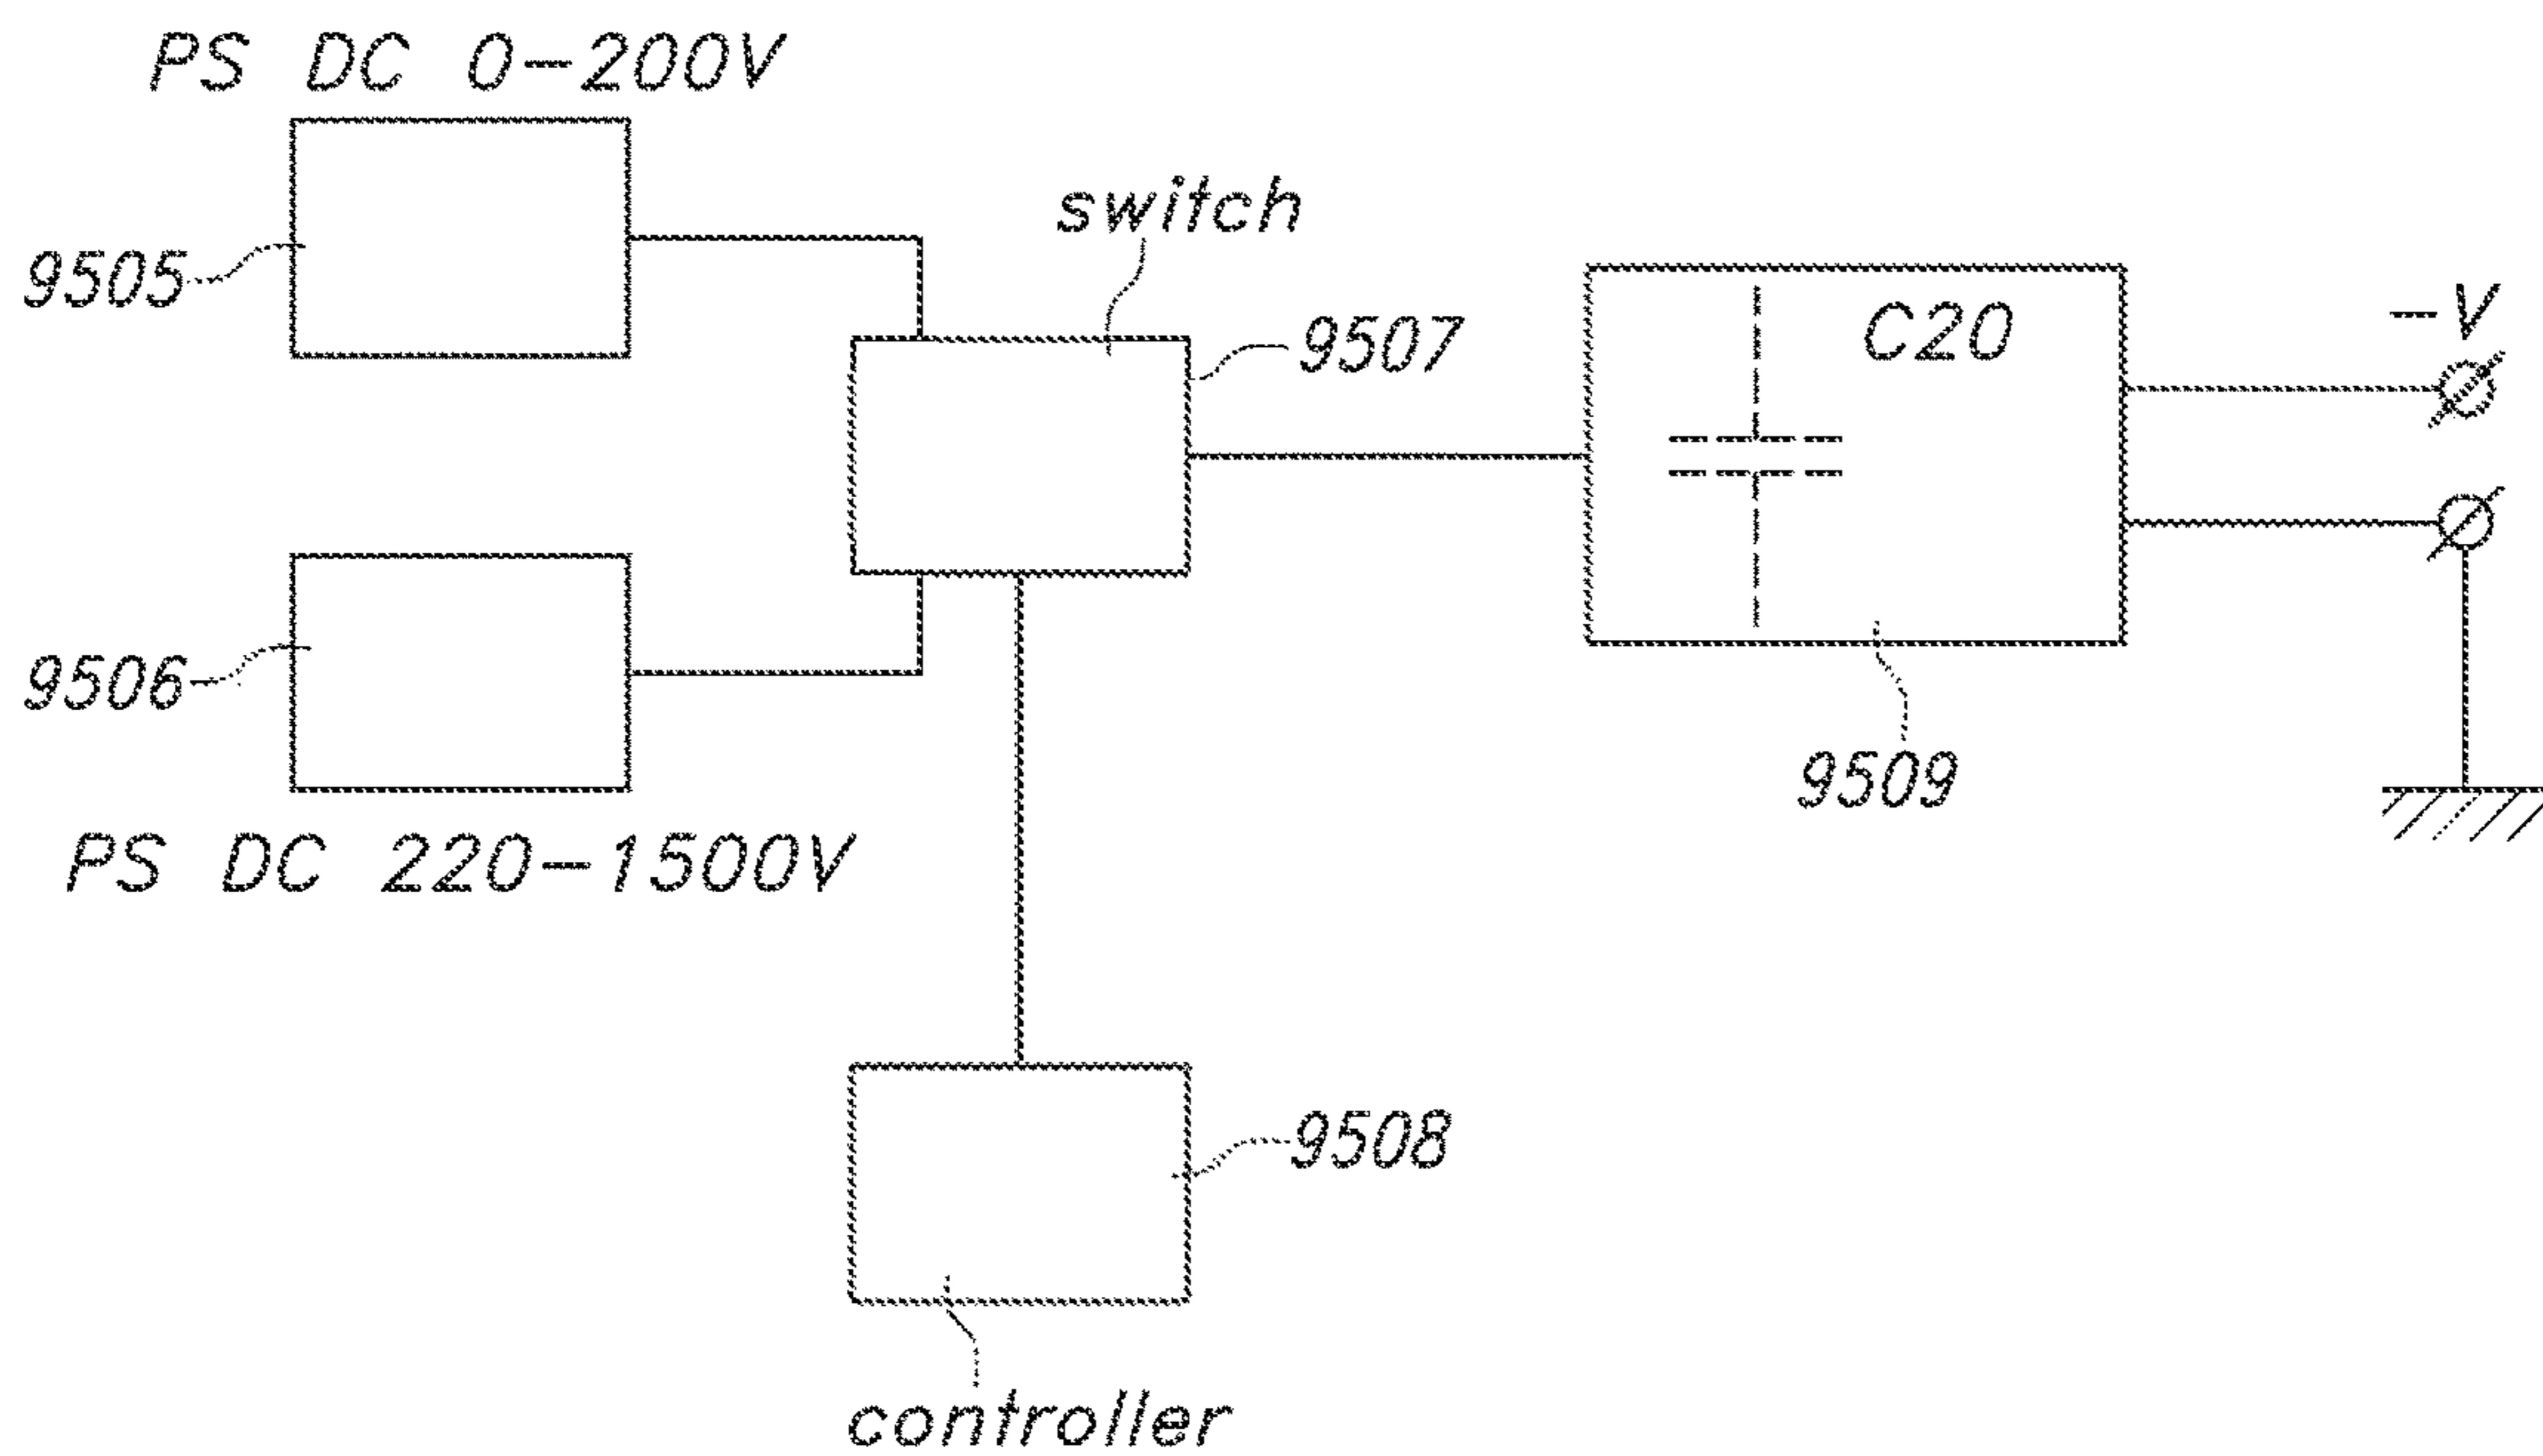 PS DC 0-200V
switch
9505
9507
C20
-V
9506
9509
PS DC 220-1500V
9508
controller